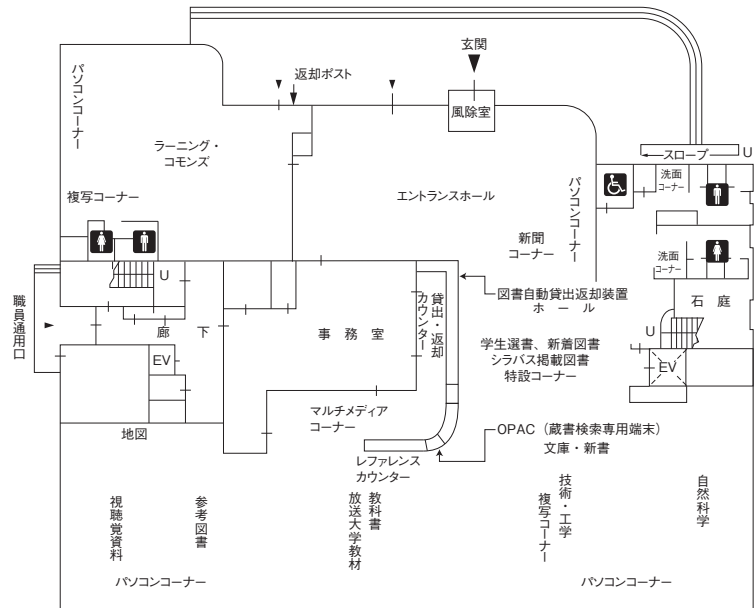 玄関
返却ポスト
風除室
パソコンコーナー
ラーニング・
コモンズ
スロープ
U
洗面
コーナー
複写コーナー
エントランスホール
パソコンコーナー
新聞
コーナー
洗面
コーナー
U
職員通用口
貸出・返却
カウンター
図書自動貸出返却装置
ホール
石庭
廊下
事務室
学生選書、新着図書
シラバス掲載図書
特設コーナー
U
EV
EV
マルチメディア
コーナー
地図
OPAC（蔵書検索専用端末）
文庫・新書
レファレンス
カウンター
視聴覚資料
参考図書
教科書
放送大学教材
技術・工学
複写コーナー
自然科学
パソコンコーナー
パソコンコーナー